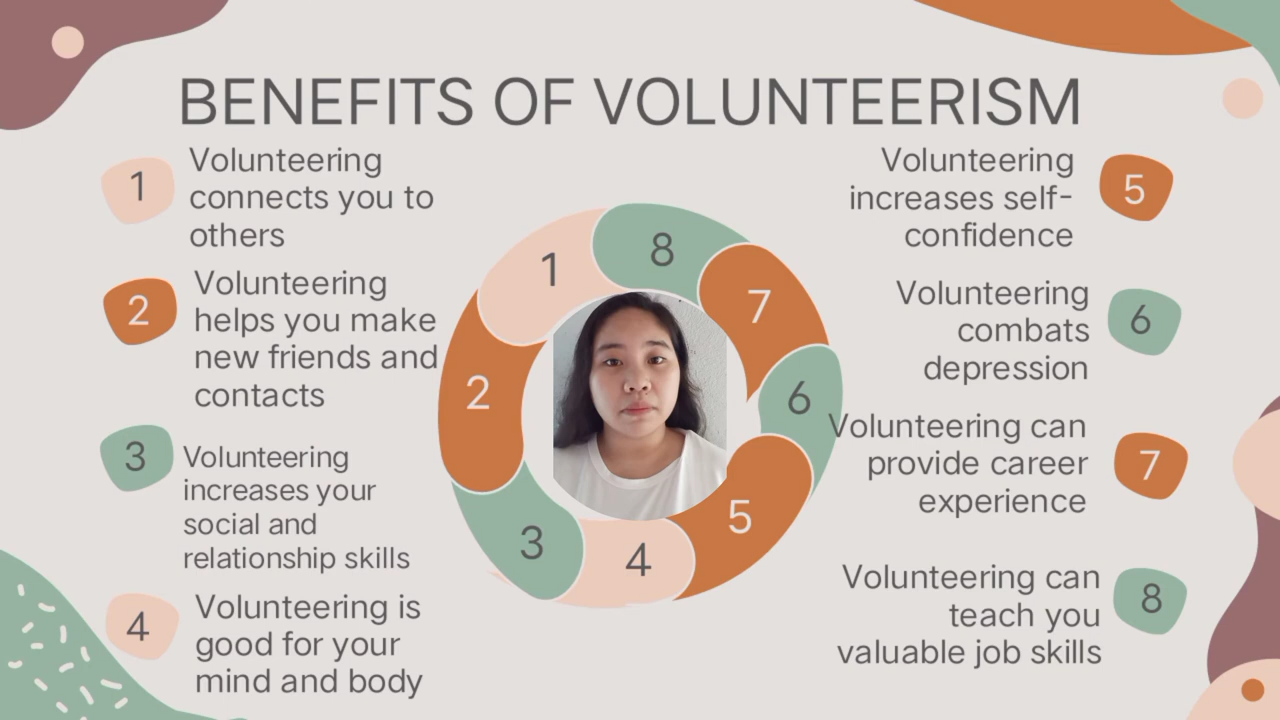 BENEFITS OF VOLUNTEERISM
1
Volunteering
connects you to
others
2
Volunteering
helps you make
new friends and
contacts
3
Volunteering
increases your
social and
relationship skills
4
Volunteering is
good for your
mind and body
1
8
7
2
6
5
3
4
Volunteering
increases self-
confidence
5
Volunteering
combats
depression
6
Volunteering can
provide career
experience
7
Volunteering can
teach you
valuable job skills
8